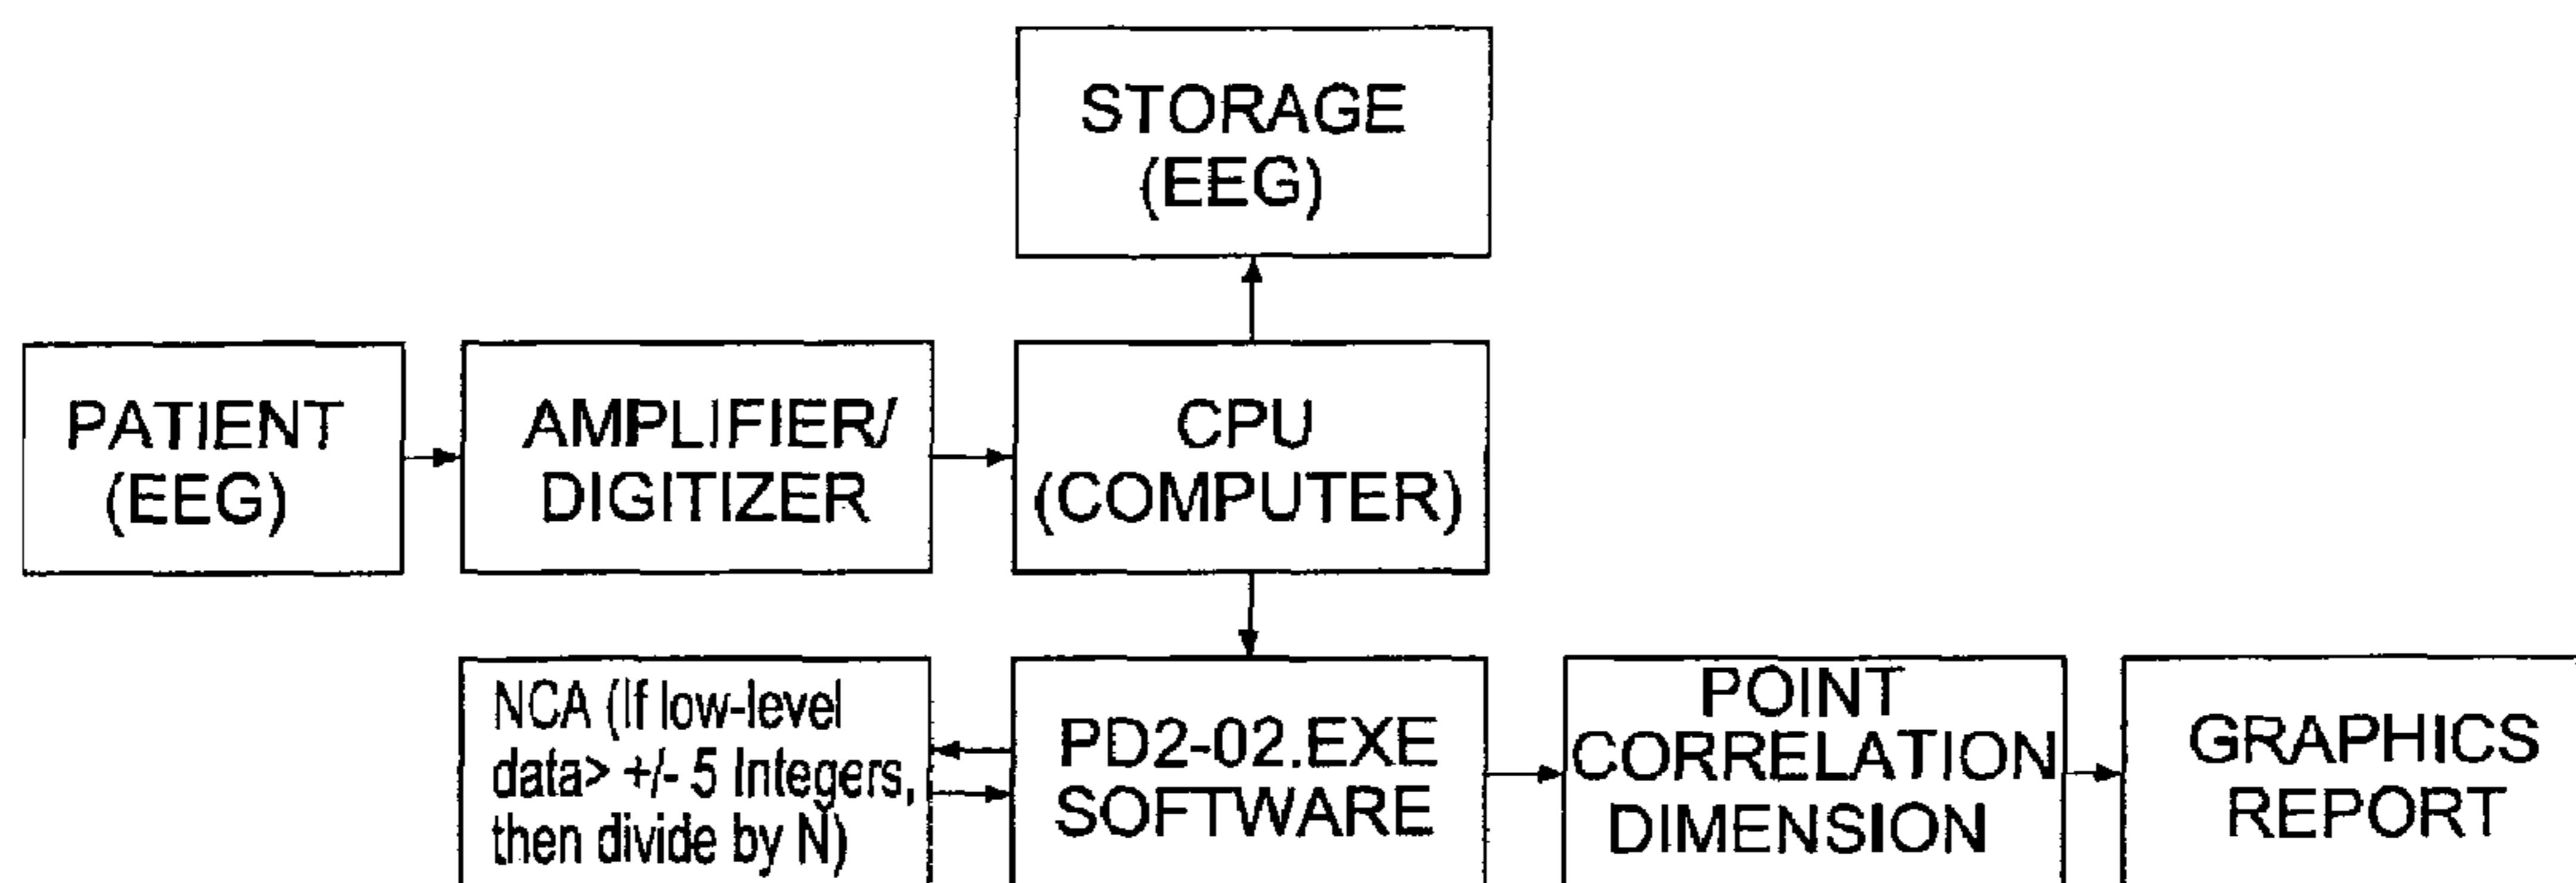 STORAGE
(EEG)
PATIENT
(EEG)
AMPLIFIER/
DIGITIZER
CPU
(COMPUTER)
NCA (If low-level
data> +/- 5 Integers,
then divide by N)
PD2-02.EXE
SOFTWARE
POINT
CORRELATION
DIMENSION
GRAPHICS
REPORT